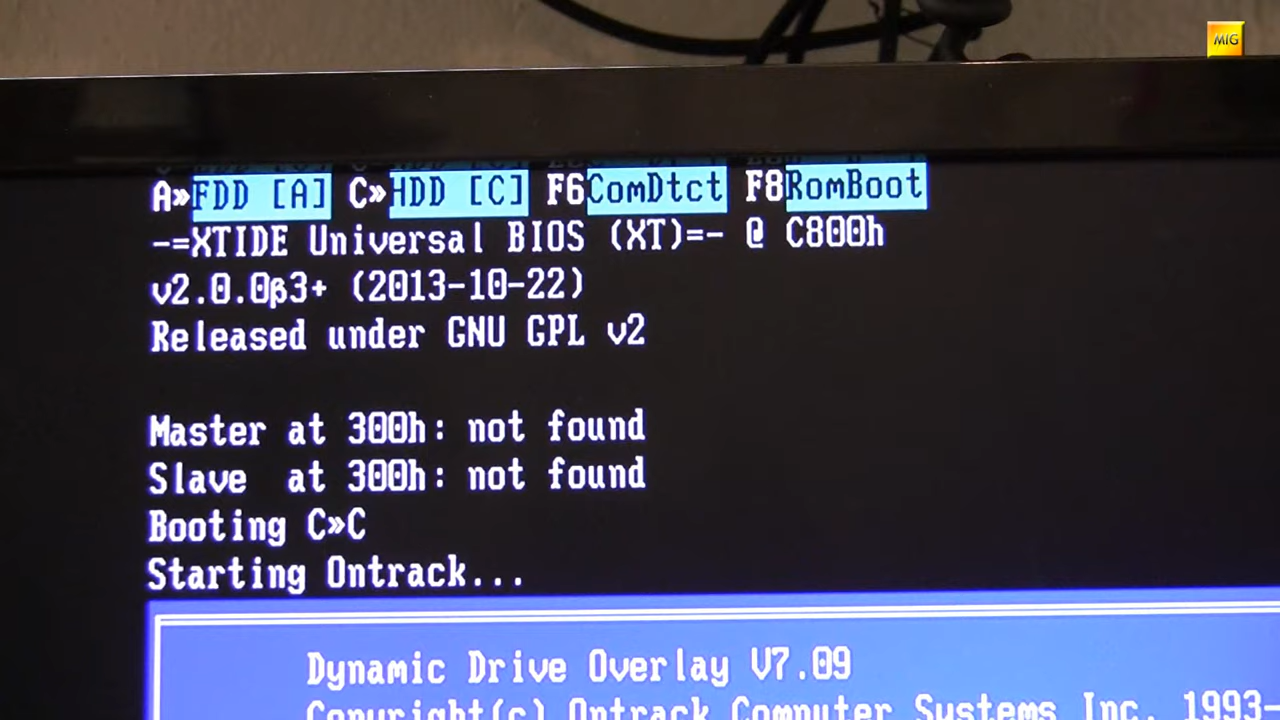 MIG
A»FDD [A] C»HDD [C] F6ComDtct F8RomBoot
-=XTIDE Universal BIOS (XT)=- @ C800h
v2.0.0β3+ (2013-10-22)
Released under GNU GPL v2
Master at 300h: not found
Slave  at 300h: not found
Booting C»C
Starting Ontrack...
Dynamic Drive Overlay V7.09
Copyright(c) Ontrack Computer Systems Inc. 1993-